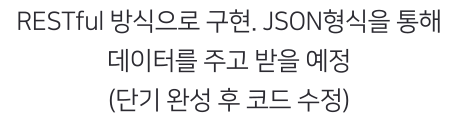 RESTful 방식으로 구현. JSON형식을 통해
데이터를 주고 받을 예정
(단기 완성 후 코드 수정)